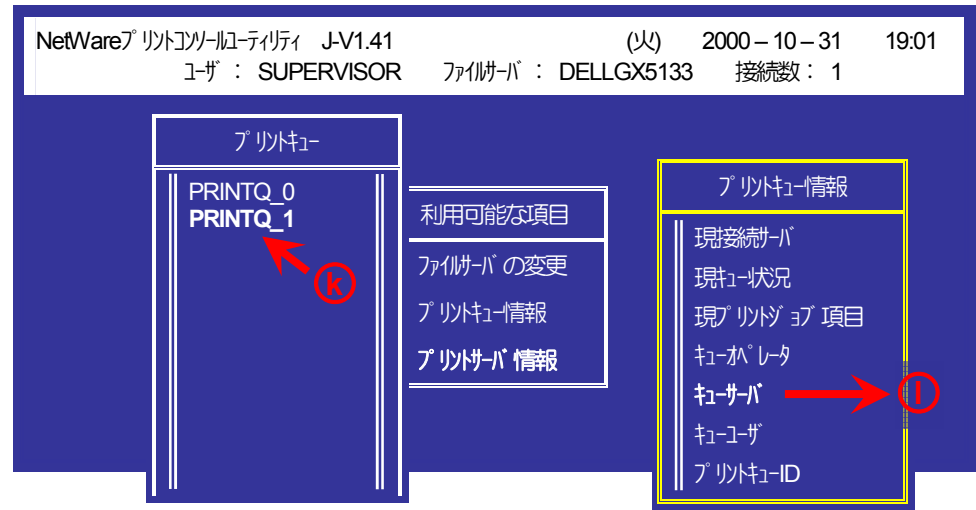 NetWareプリントコンソールユーティリティ J-V1.41 (火) 2000 – 10 – 31 19:01
ユーザ : SUPERVISOR ファイルサーバ : DELLGX5133 接続数 : 1
プリントキュー
PRINTQ_0
PRINTQ_1
k
利用可能な項目
ファイルサーバの変更
プリントキュー情報
プリントサーバ情報
プリントキュー情報
現接続サーバ
現キュー状況
現プリントジョブ項目
キューオペレータ
キューサーバ
l
キューユーザ
プリントキューID